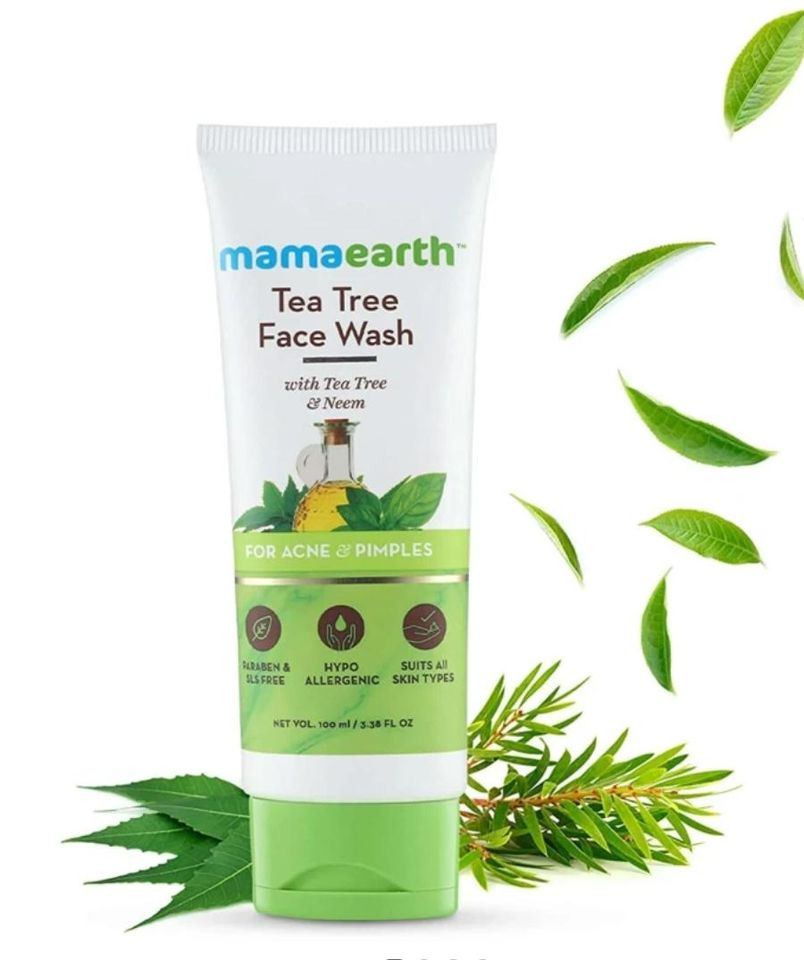 mamaearth™
Tea Tree
Face Wash
with Tea Tree
& Neem
FOR ACNE & PIMPLES
PARABEN &
SLS FREE
HYPO
ALLERGENIC
SUITS All
SKIN TYPES
NET VOL. 100 ml / 3.38 FL OZ